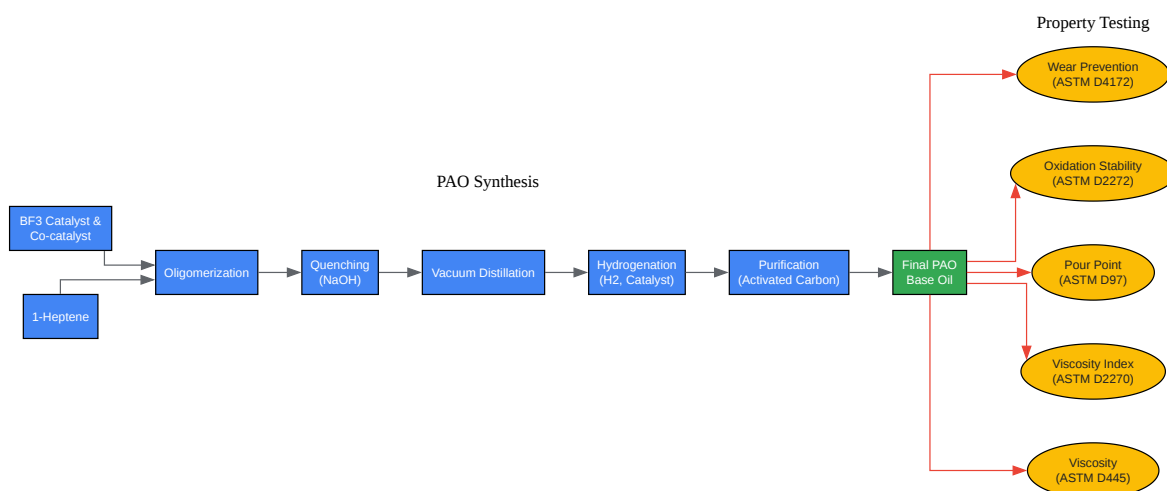 Property Testing
Wear Prevention
(ASTM D4172)
Oxidation Stability
(ASTM D2272)
PAO Synthesis
BF3 Catalyst &
Co-catalyst
Oligomerization
Quenching
(NaOH)
Vacuum Distillation
Hydrogenation
(H2, Catalyst)
Purification
(Activated Carbon)
Final PAO
Base Oil
Pour Point
(ASTM D97)
1-Heptene
Viscosity Index
(ASTM D2270)
Viscosity
(ASTM D445)